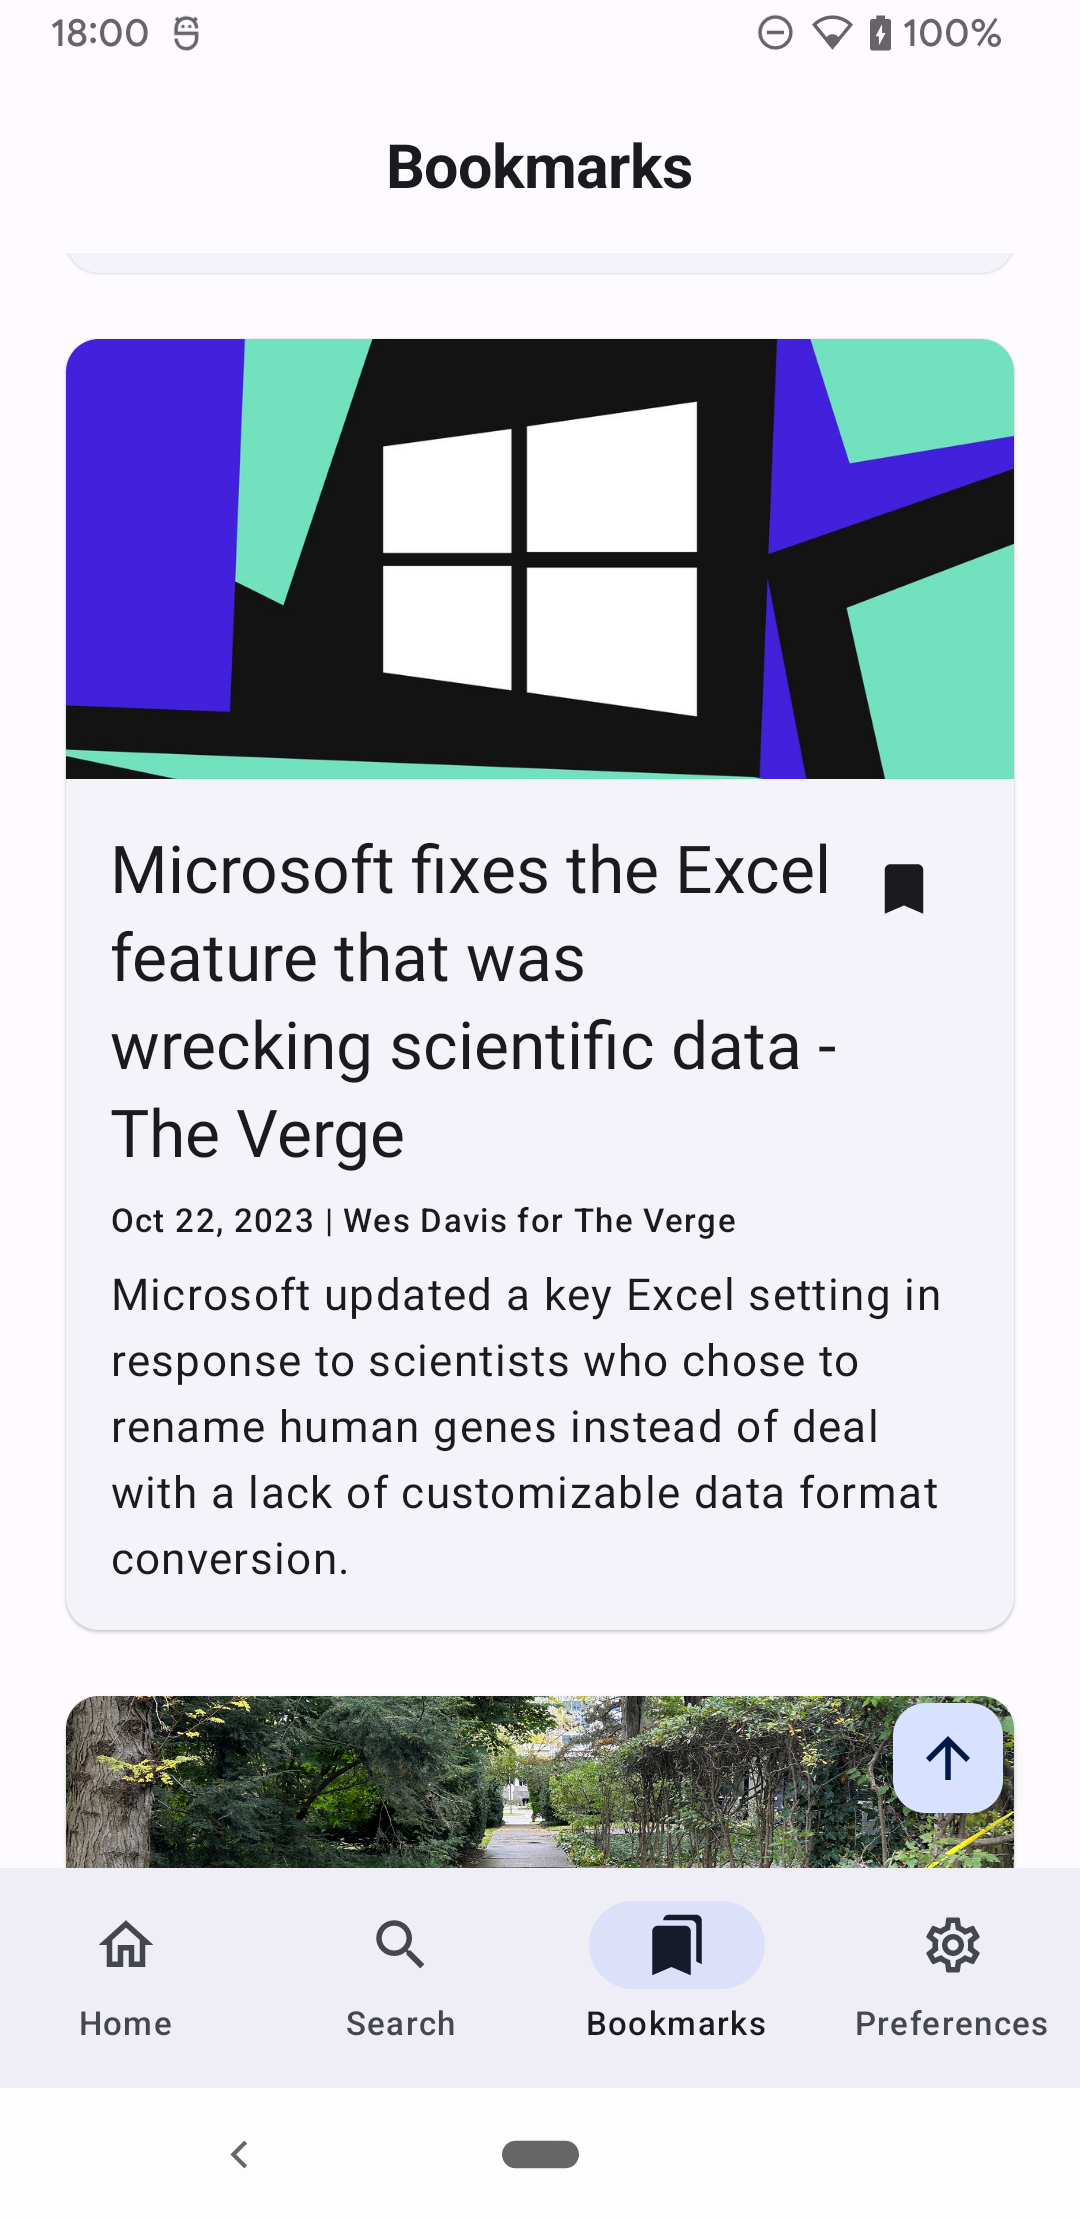 18:00
100%
Bookmarks
Microsoft fixes the Excel
feature that was
wrecking scientific data -
The Verge
Oct 22, 2023 | Wes Davis for The Verge
Microsoft updated a key Excel setting in
response to scientists who chose to
rename human genes instead of deal
with a lack of customizable data format
conversion.
Home
Search
Bookmarks
Preferences